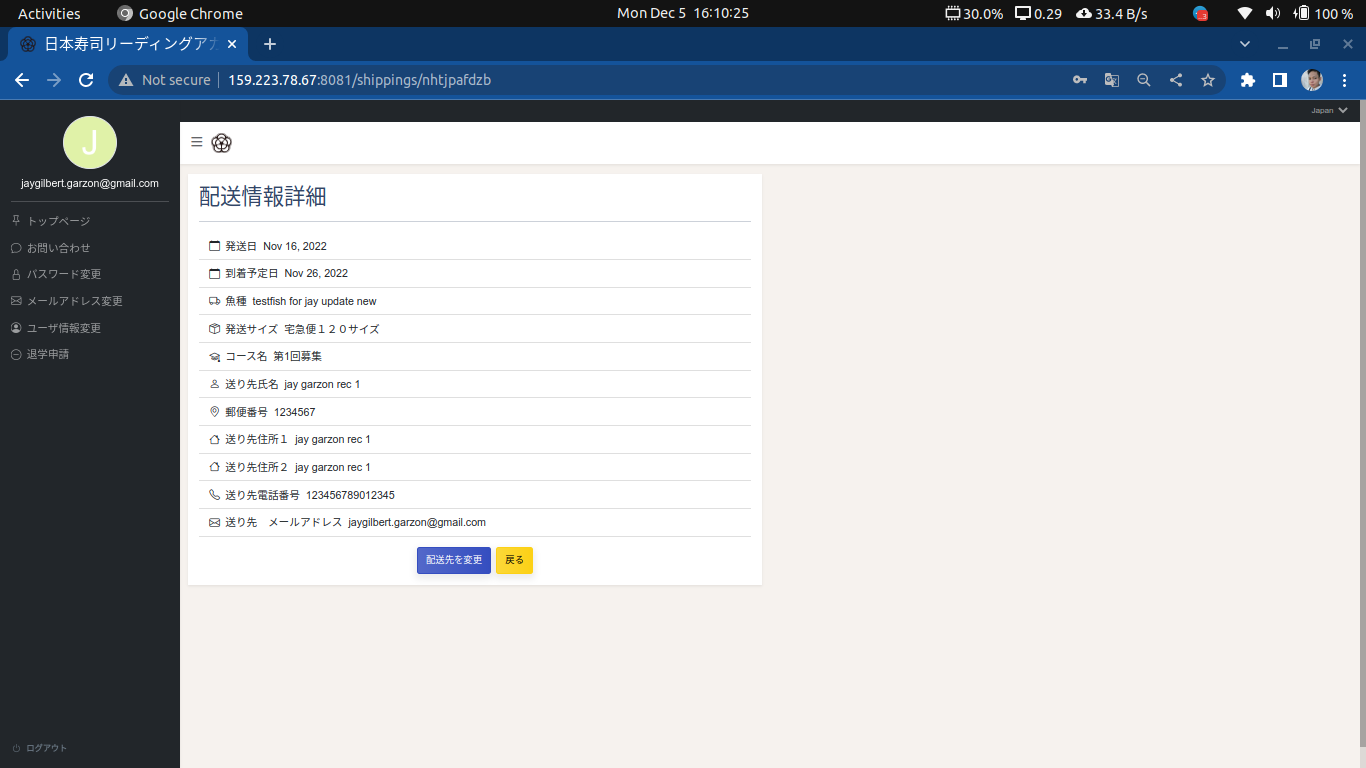 Activities
Google Chrome
Mon Dec 5 16:10:25
30.0%
0.29
33.4 B/s
100 %
日本寿司リーディングアカ
Not secure
159.223.78.67:8081/shippings/nhtjpafdzb
Japan
J
jaygilbert.garzon@gmail.com
トップページ
お問い合わせ
パスワード変更
メールアドレス変更
ユーザ情報変更
退学申請
ログアウト
配送情報詳細
発送日 Nov 16, 2022
到着予定日 Nov 26, 2022
魚種 testfish for jay update new
発送サイズ 宅急便１２０サイズ
コース名 第1回募集
送り先氏名 jay garzon rec 1
郵便番号 1234567
送り先住所１ jay garzon rec 1
送り先住所２ jay garzon rec 1
送り先電話番号 123456789012345
送り先　メールアドレス jaygilbert.garzon@gmail.com
配送先を変更
戻る